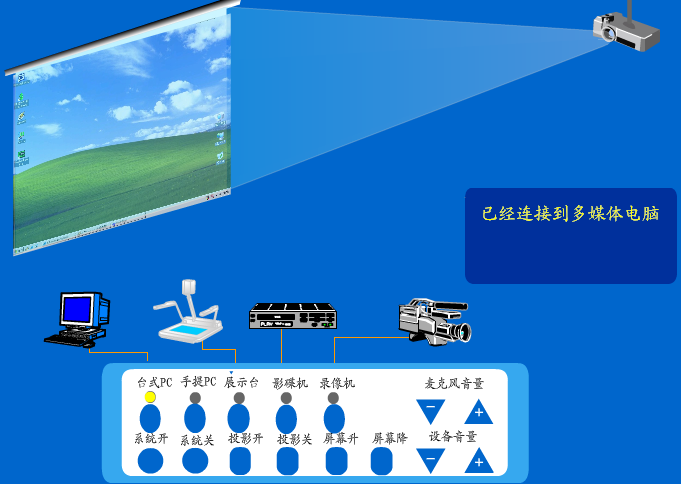 已经连接到多媒体电脑
PLAY
台式PC 手提PC 展示台 影碟机 录像机 麦克风音量
系统开 系统关 投影开 投影关 屏幕升 屏幕降 设备音量